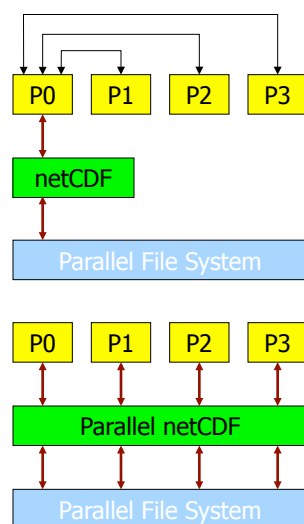 P0 P1 P2 P3
netCDF
Parallel File System
P0 P1 P2 P3
Parallel netCDF
Parallel File System